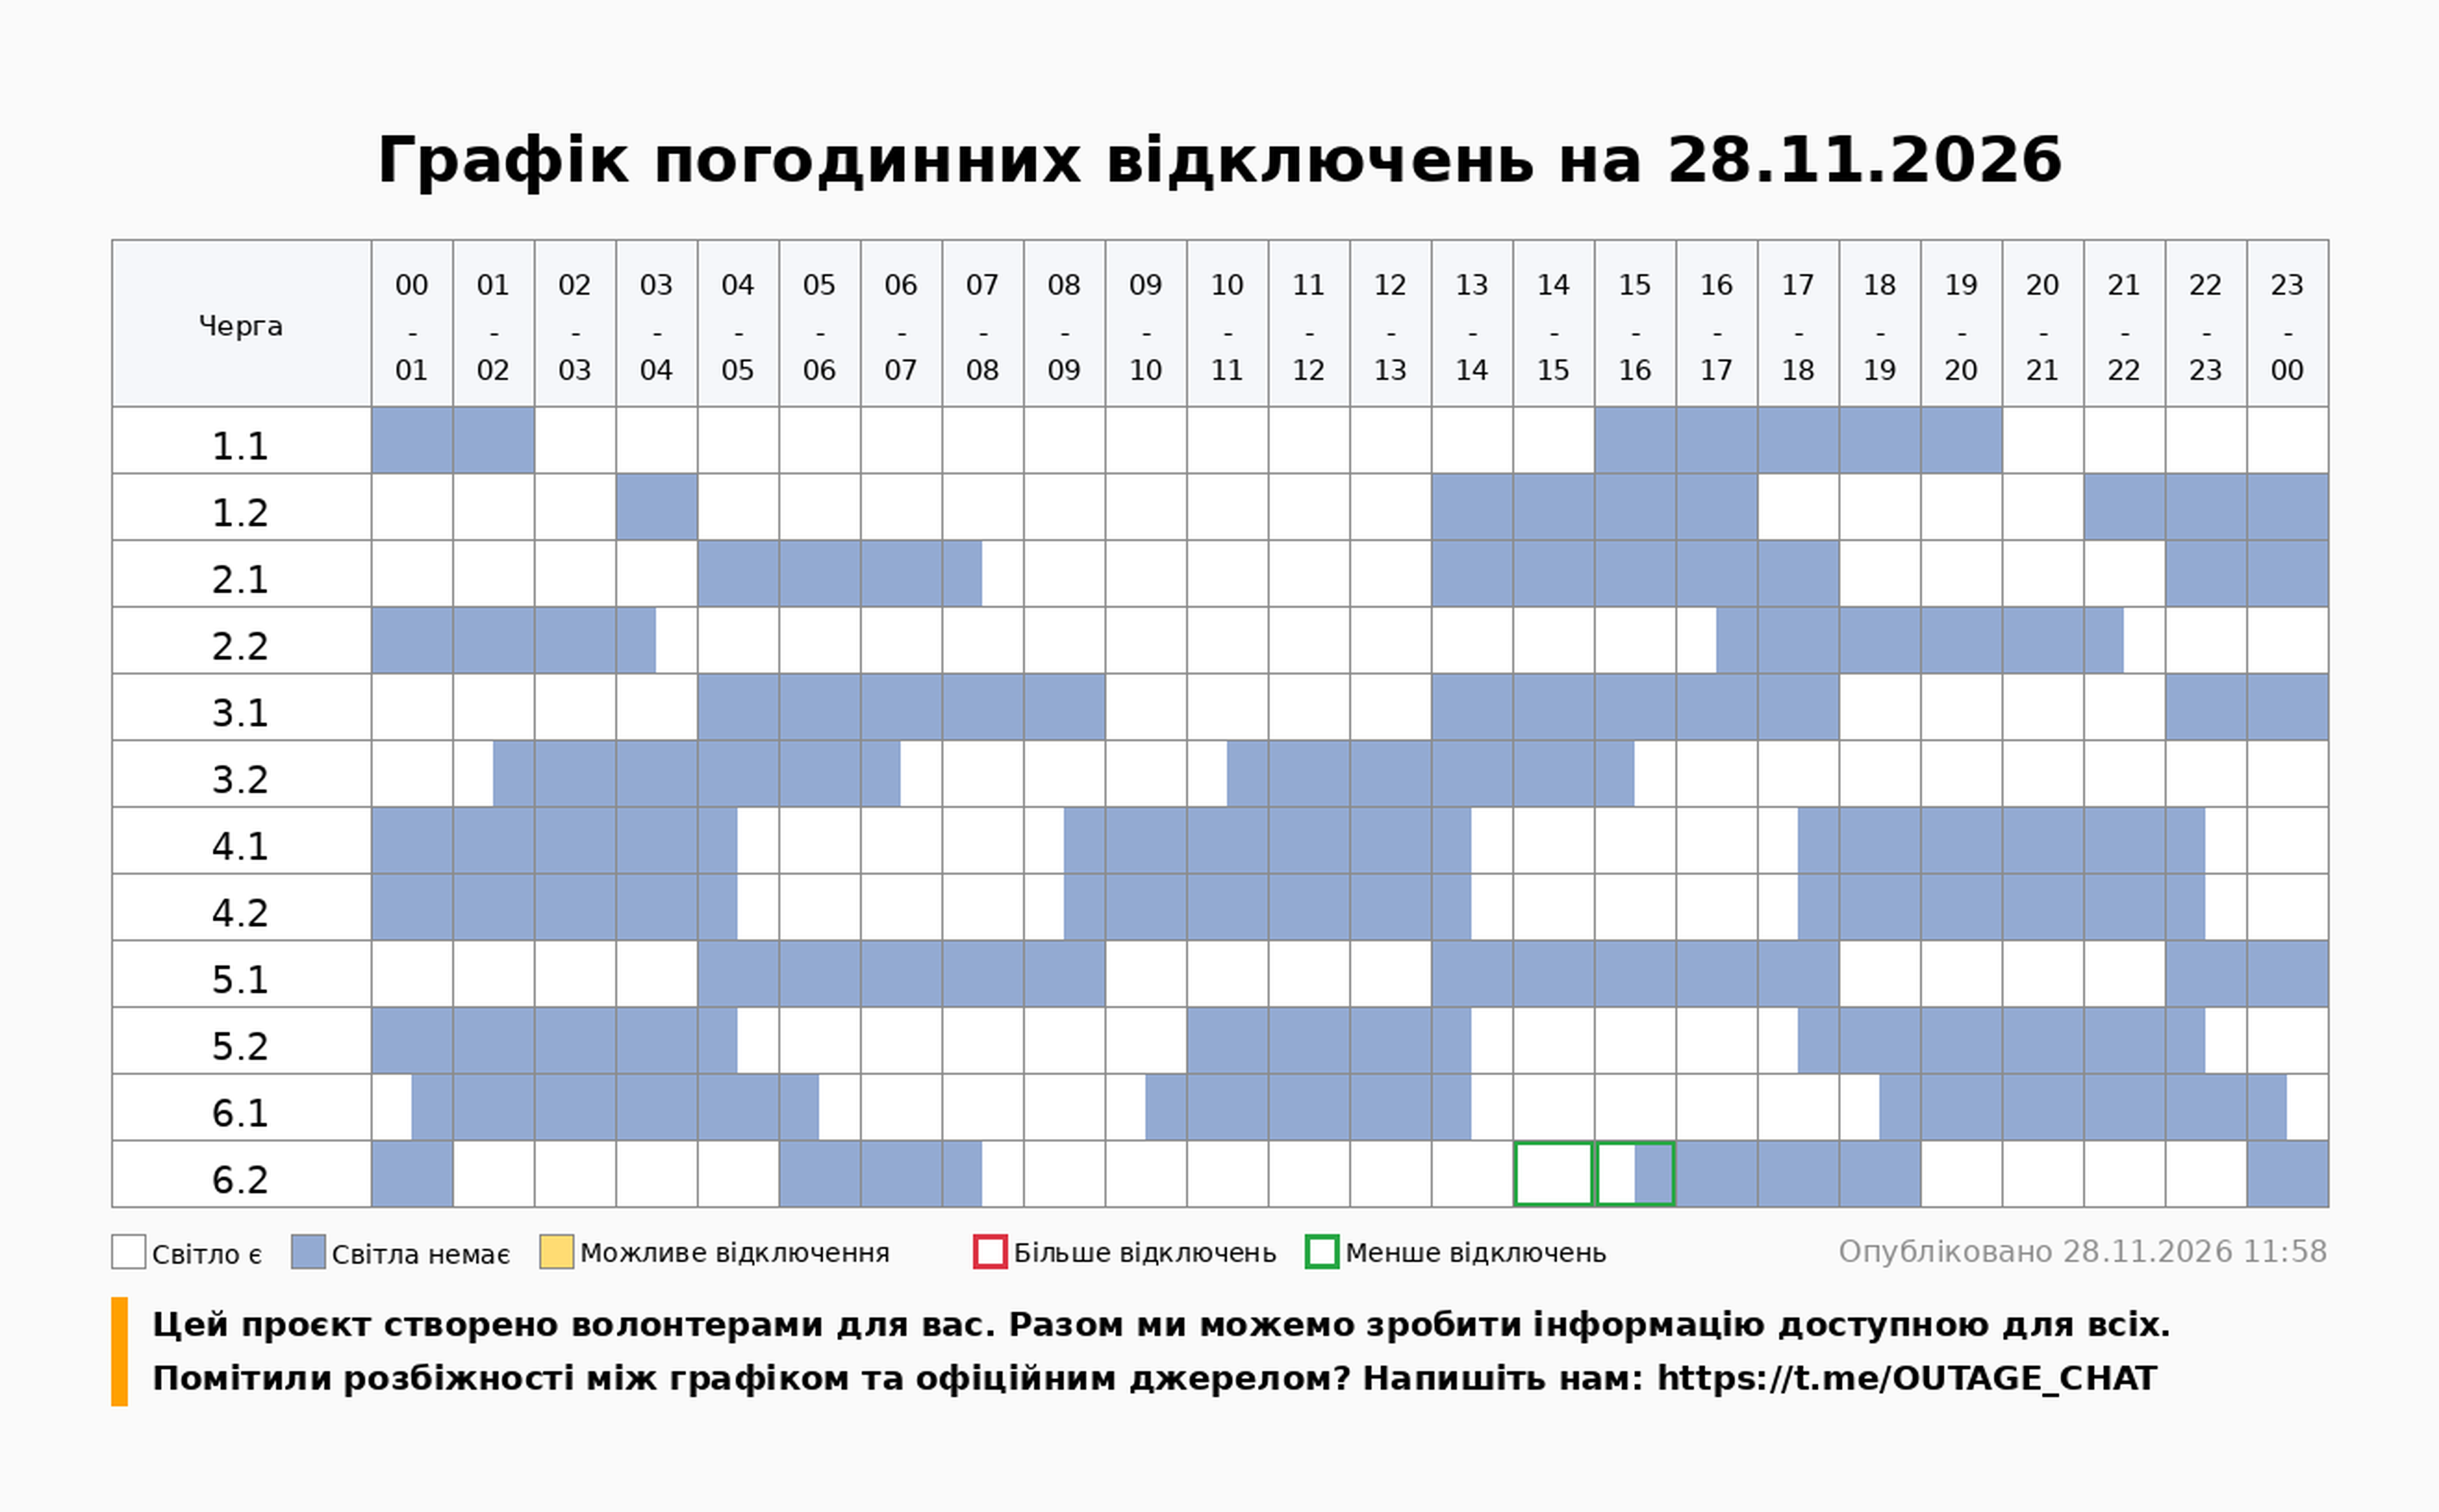 Графік погодинних відключень на 28.11.2026
Черга 00 - 01 01 - 02 02 - 03 03 - 04 04 - 05 05 - 06 06 - 07 07 - 08 08 - 09 09 - 10 10 - 11 11 - 12 12 - 13 13 - 14 14 - 15 15 - 16 16 - 17 17 - 18 18 - 19 19 - 20 20 - 21 21 - 22 22 - 23 23 - 00
1.1
1.2
2.1
2.2
3.1
3.2
4.1
4.2
5.1
5.2
6.1
6.2
Світло є Світла немає Можливе відключення Більше відключень Менше відключень Опубліковано 28.11.2026 11:58
Цей проєкт створено волонтерами для вас. Разом ми можемо зробити інформацію доступною для всіх.
Помітили розбіжності між графіком та офіційним джерелом? Напишіть нам: https://t.me/OUTAGE_CHAT